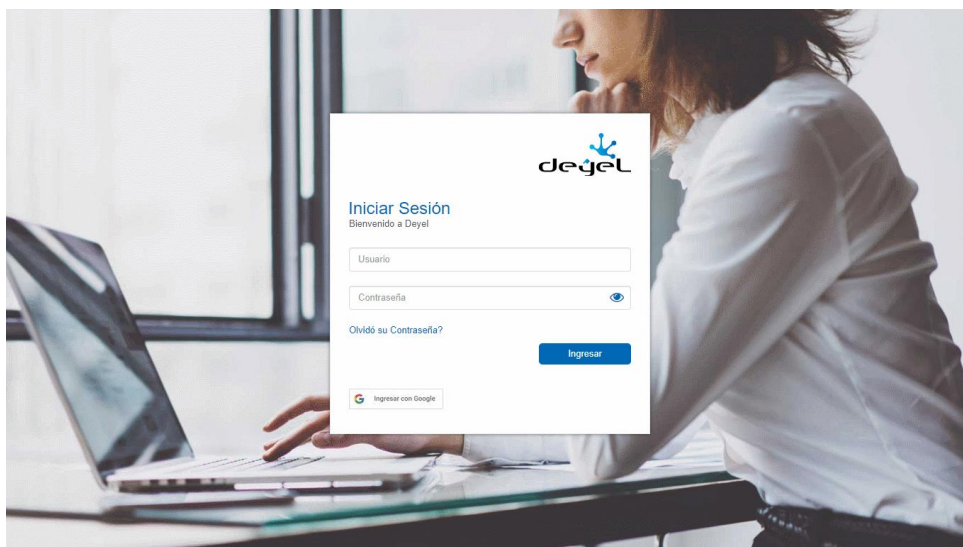 deyel
Iniciar Sesión
Bienvenido a Deyel
Usuario
Contraseña
Olvidó su Contraseña?
Ingresar
Ingresar con Google